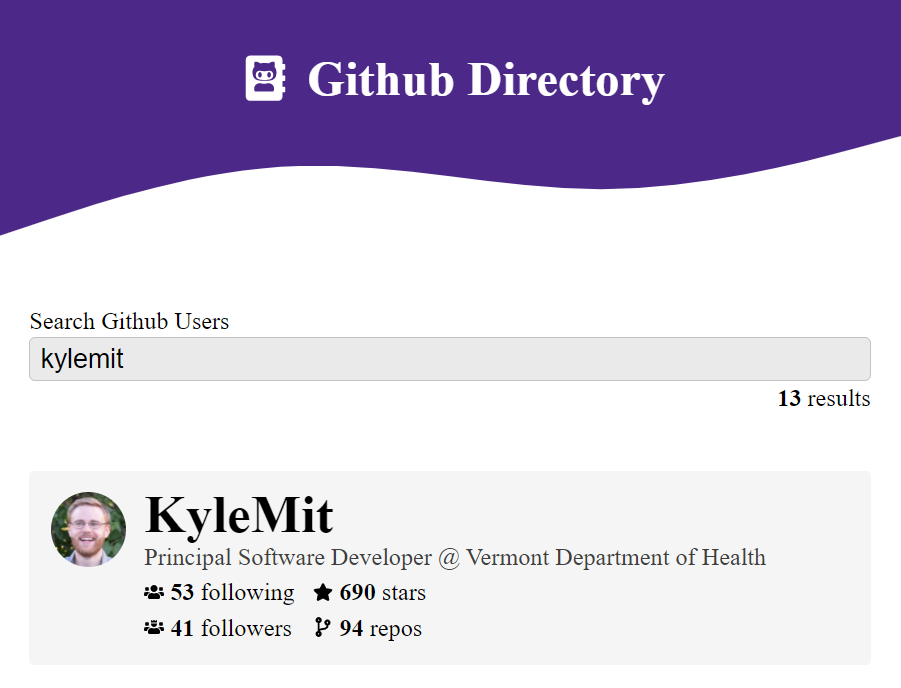 Github Directory
Search Github Users
kylemit
13 results
KyleMit
Principal Software Developer @ Vermont Department of Health
53 following 690 stars
41 followers 94 repos